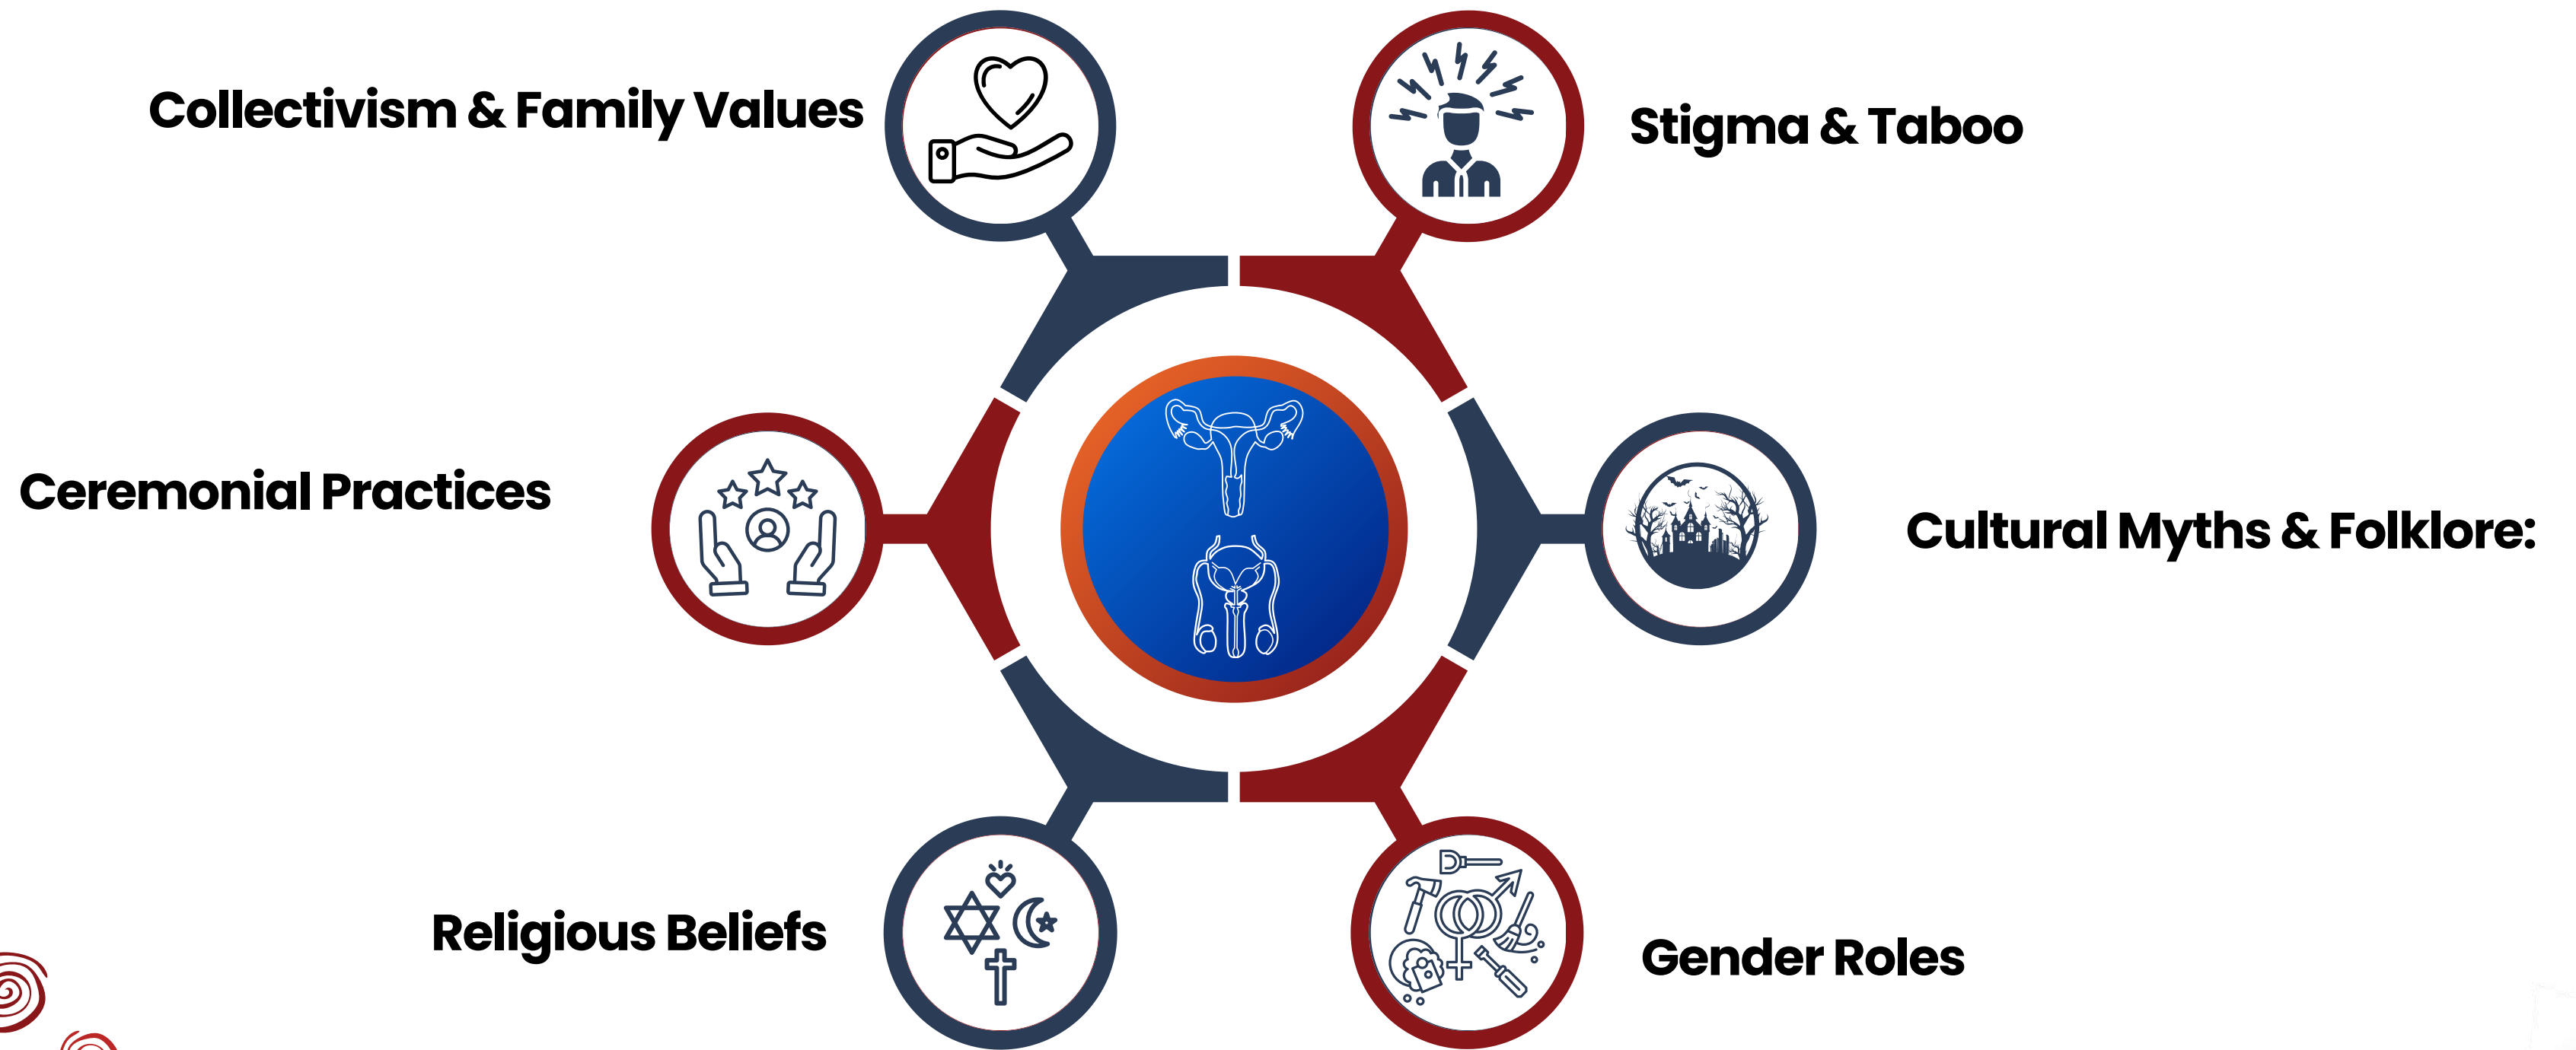 Collectivism & Family Values
Stigma & Taboo
Ceremonial Practices
Cultural Myths & Folklore:
Religious Beliefs
Gender Roles